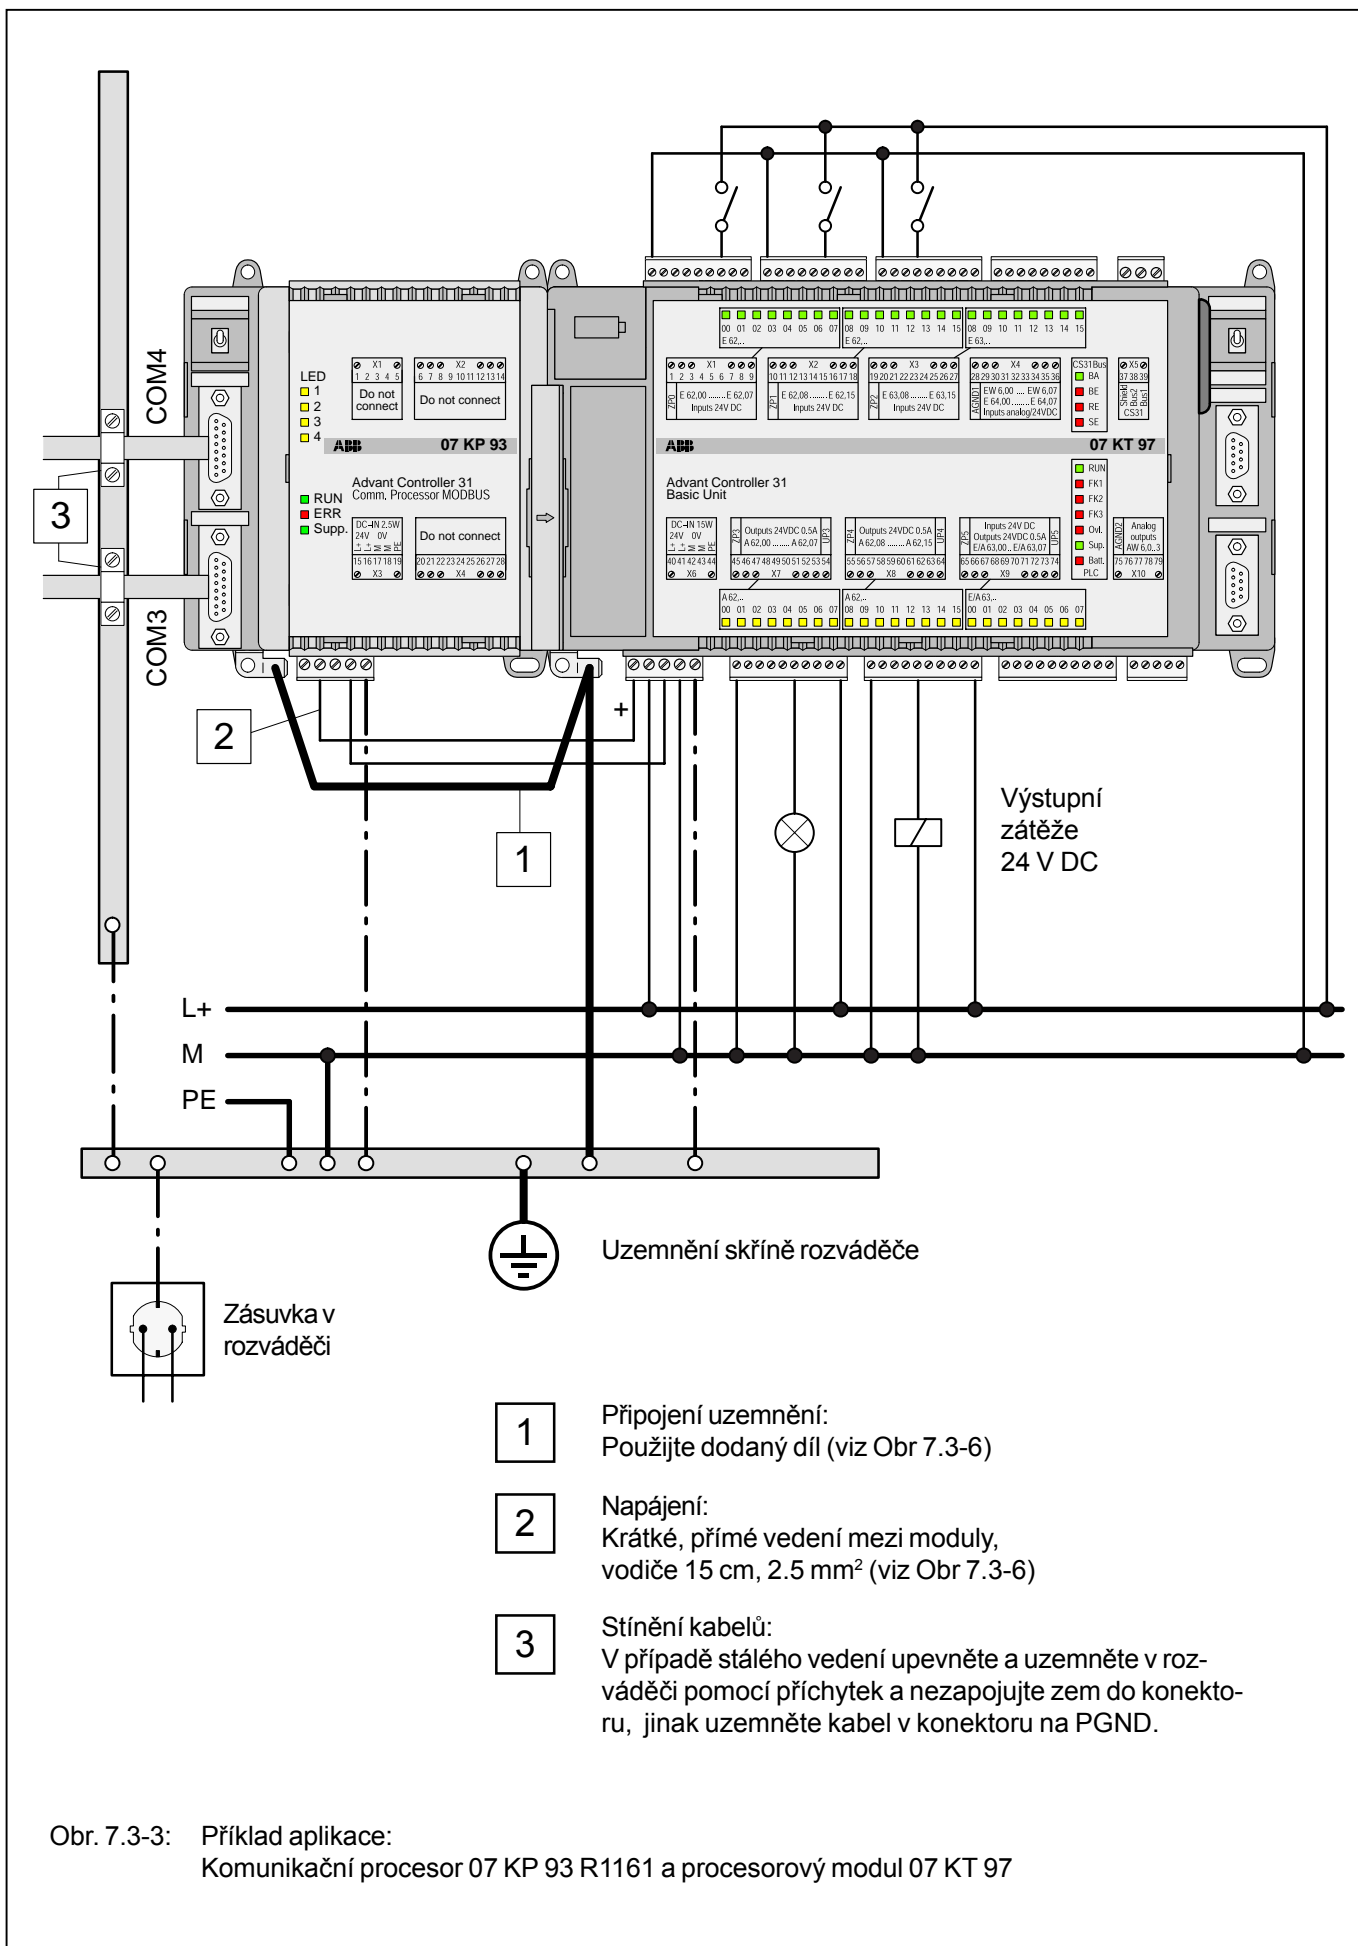 COM4
COM3
00 01 02 03 04 05 06 07
E 62,..
08 09 10 11 12 13 14 15
E 62,..
08 09 10 11 12 13 14 15
E 63,..
LED
1
2
3
4
X1
1 2 3 4 5
Do not
connect
X2
6 7 8 9 10 11 12 13 14
Do not connect
X1
1 2 3 4 5 6 7 8 9
ZP0
E 62,00 ....... E 62,07
Inputs 24V DC
X2
10 11 12 13 14 15 16 17 18
ZP1
E 62,08 ....... E 62,15
Inputs 24V DC
X3
19 20 21 22 23 24 25 26 27
ZP2
E 63,08 ....... E 63,15
Inputs 24V DC
X4
28 29 30 31 32 33 34 35 36
AGND1
EW 6,00 .... EW 6,07
E 64,00 ....... E 64,07
Inputs analog/24VDC
CS31Bus
BA
BE
RE
SE
X5
37 38 39
Shield
Bus2
Bus1
CS31
ABB 07 KP 93
ABB 07 KT 97
Advant Controller 31
Comm. Processor MODBUS
Advant Controller 31
Basic Unit
RUN
ERR
Supp.
RUN
FK1
FK2
FK3
Ovl.
Sup.
Batt.
PLC
DC-IN 2,5W
24V 0V
L+ L+ M M PE
15 16 17 18 19
X3
Do not connect
20 21 22 23 24 25 26 27 28
X4
DC-IN 15W
24V 0V
L+ L+ M M PE
40 41 42 43 44
X6
ZP3
Outputs 24VDC 0.5A
A 62,00 ........ A 62,07
UP3
45 46 47 48 49 50 51 52 53 54
X7
ZP4
Outputs 24VDC 0.5A
A 62,08 ........ A 62,15
UP4
55 56 57 58 59 60 61 62 63 64
X8
ZP5
Inputs 24V DC
Outputs 24VDC 0.5A
E/A 63,00.. E/A 63,07
UP5
65 66 67 68 69 70 71 72 73 74
X9
AGND2
Analog
outputs
AW 6,0..3
75 76 77 78 79
X10
A 62,..
00 01 02 03 04 05 06 07
A 62,..
08 09 10 11 12 13 14 15
E/A 63,..
00 01 02 03 04 05 06 07
3
2
1
+
Výstupní
zátěže
24 V DC
L+
M
PE
Uzemnění skříně rozváděče
Zásuvka v
rozváděči
1
Připojení uzemnění:
Použijte dodaný díl (viz Obr 7.3-6)
2
Napájení:
Krátké, přímé vedení mezi moduly,
vodiče 15 cm, 2.5 mm² (viz Obr 7.3-6)
3
Stínění kabelů:
V případě stálého vedení upevněte a uzemněte v roz-
váděči pomocí příchytek a nezapojujte zem do konekto-
ru, jinak uzemněte kabel v konektoru na PGND.
Obr. 7.3-3: Příklad aplikace:
Komunikační procesor 07 KP 93 R1161 a procesorový modul 07 KT 97